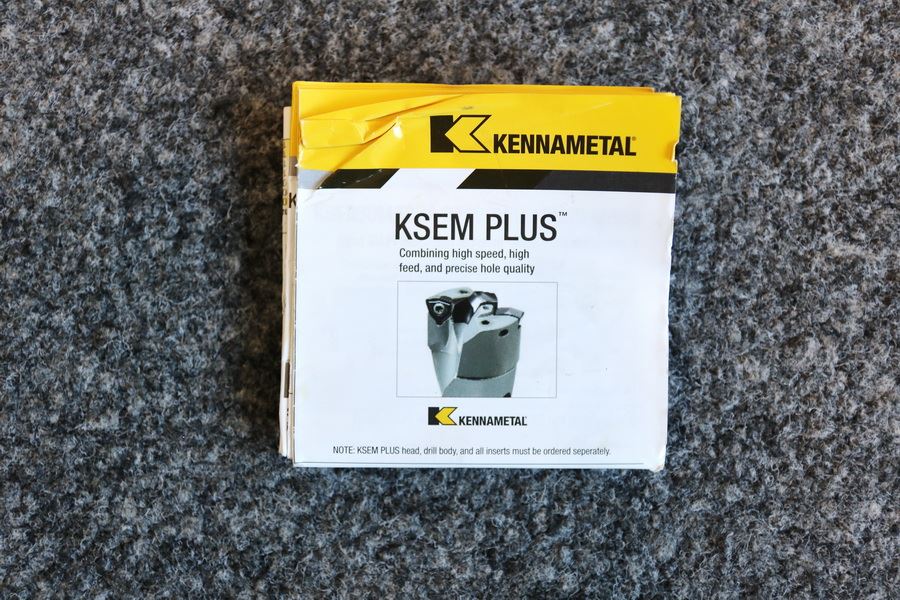 KENNAMETAL®
KSEM PLUS™
Combining high speed, high
feed, and precise hole quality
KENNAMETAL
NOTE: KSEM PLUS head, drill body, and all inserts must be ordered seperately.
K